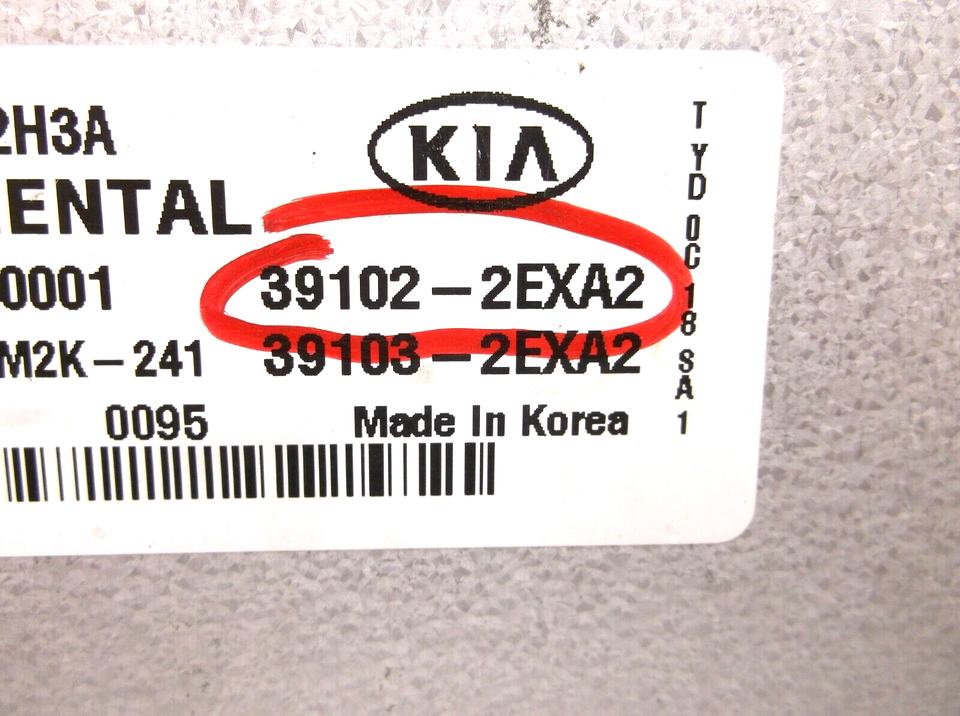 2H3A
KIA
ENTAL
0001
39102-2EXA2
M2K-241
39103-2EXA2
0095
Made In Korea
TYD0C18SA1